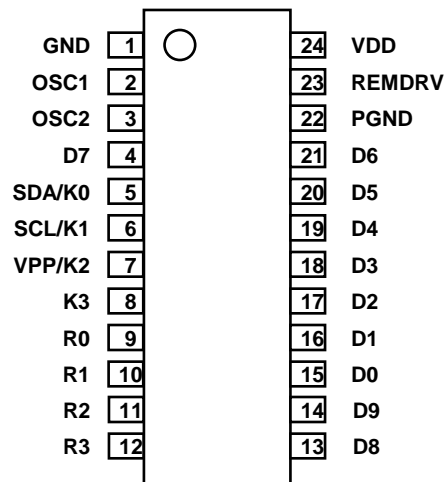 GND 1 24 VDD
OSC1 2 23 REMDRV
OSC2 3 22 PGND
D7 4 21 D6
SDA/K0 5 20 D5
SCL/K1 6 19 D4
VPP/K2 7 18 D3
K3 8 17 D2
R0 9 16 D1
R1 10 15 D0
R2 11 14 D9
R3 12 13 D8